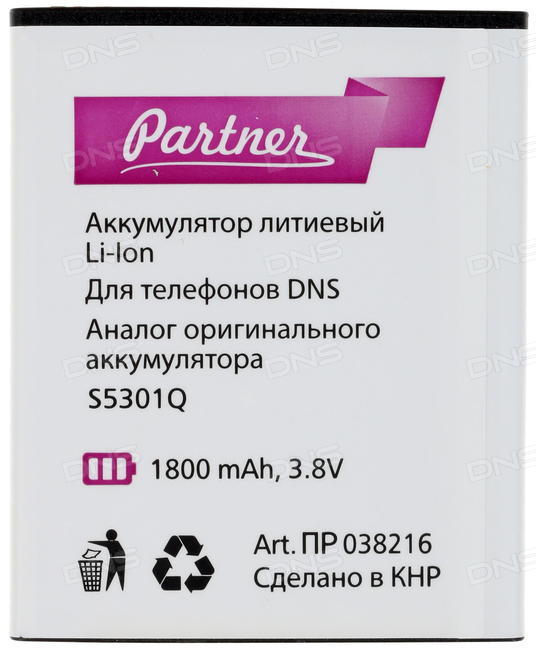 Partner
Аккумулятор литиевый
Li-Ion
Для телефонов DNS
Аналог оригинального
аккумулятора
S5301Q
1800 mAh, 3.8V
Art. ПР 038216
Сделано в КНР
DNS